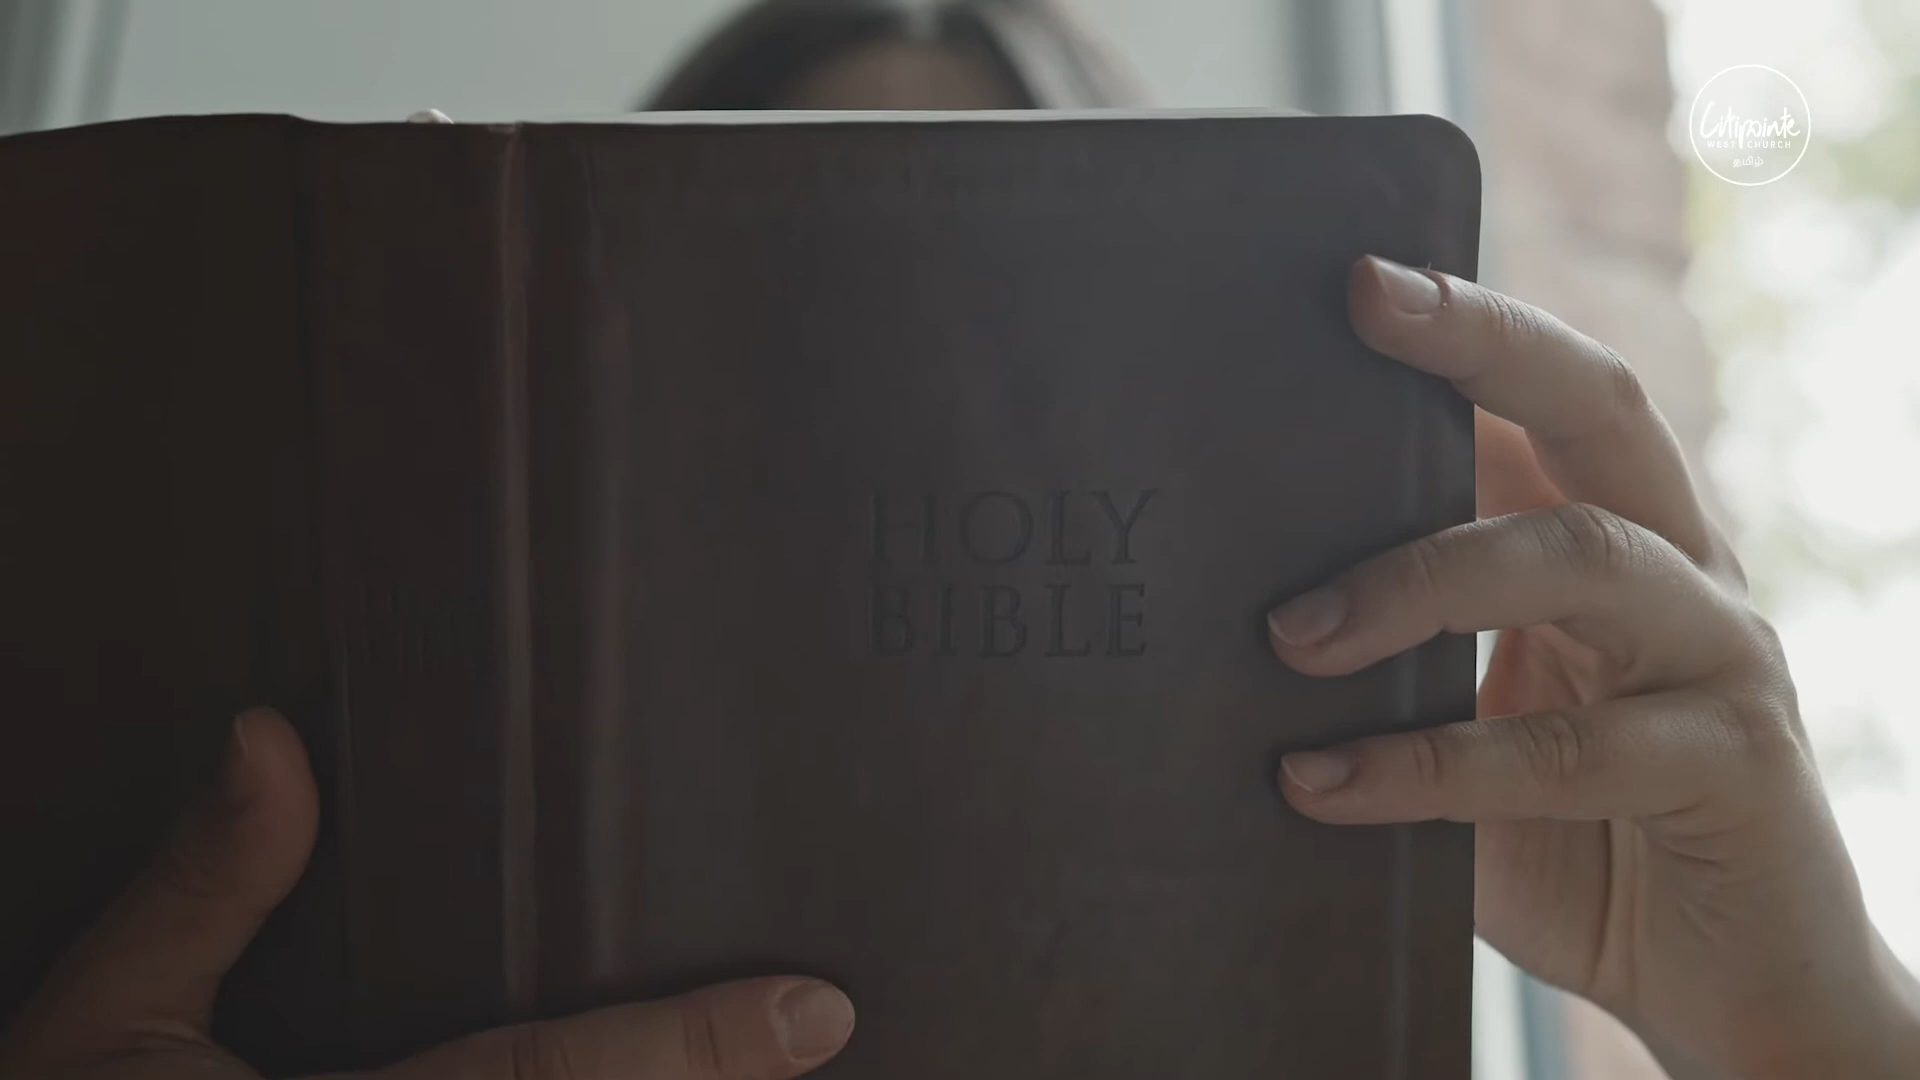 Citipointe
WEST CHURCH
தமிழ்
HOLY
BIBLE